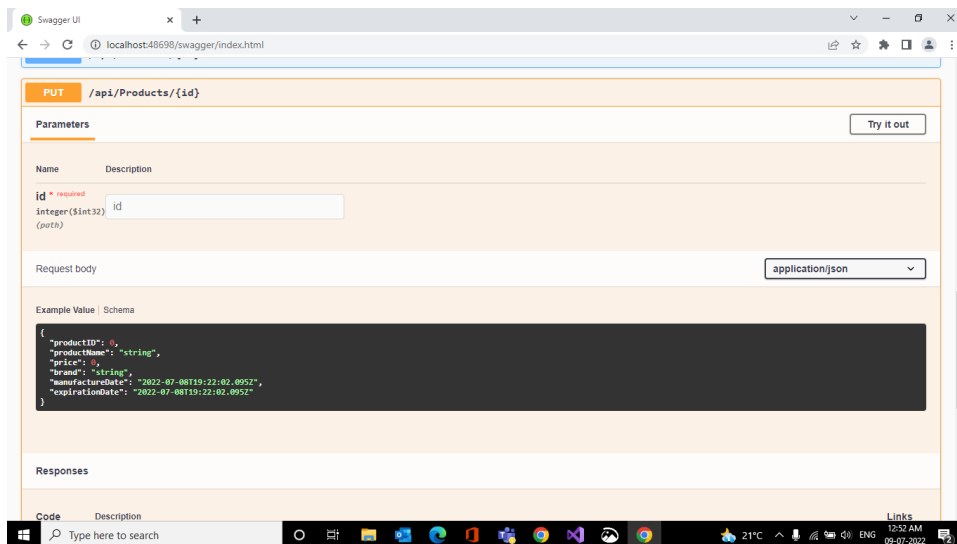 Swagger UI
localhost:48698/swagger/index.html
PUT /api/Products/{id}
Parameters
Try it out
Name Description
id * required
integer($int32)
(path)
id
Request body
application/json
Example Value | Schema
{
"productID": 0,
"productName": "string",
"price": 0,
"brand": "string",
"manufactureDate": "2022-07-08T19:22:02.095Z",
"expirationDate": "2022-07-08T19:22:02.095Z"
}
Responses
Code Description Links
Type here to search
21°C ENG
12:52 AM
09-07-2022
2